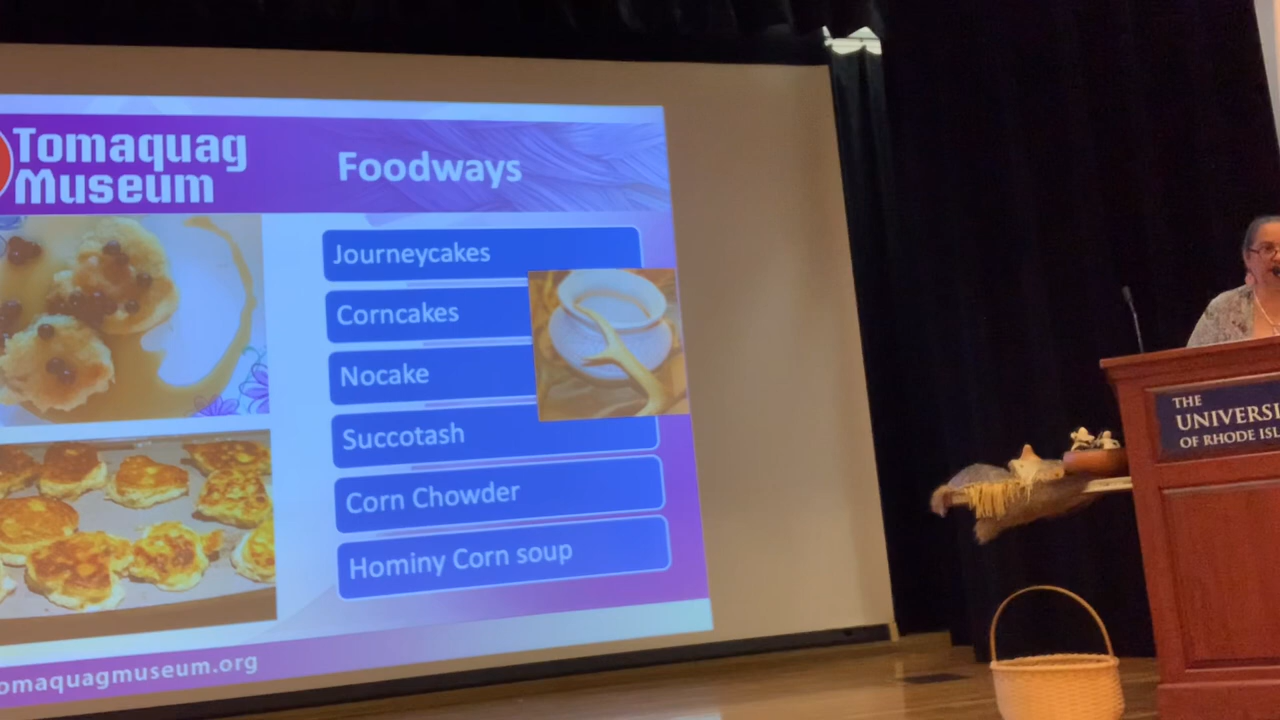 Tomaquag
Museum
Foodways
Journeycakes
Corncakes
Nocake
Succotash
Corn Chowder
Hominy Corn soup
omaquagmuseum.org
THE
UNIVERSI
OF RHODE ISL